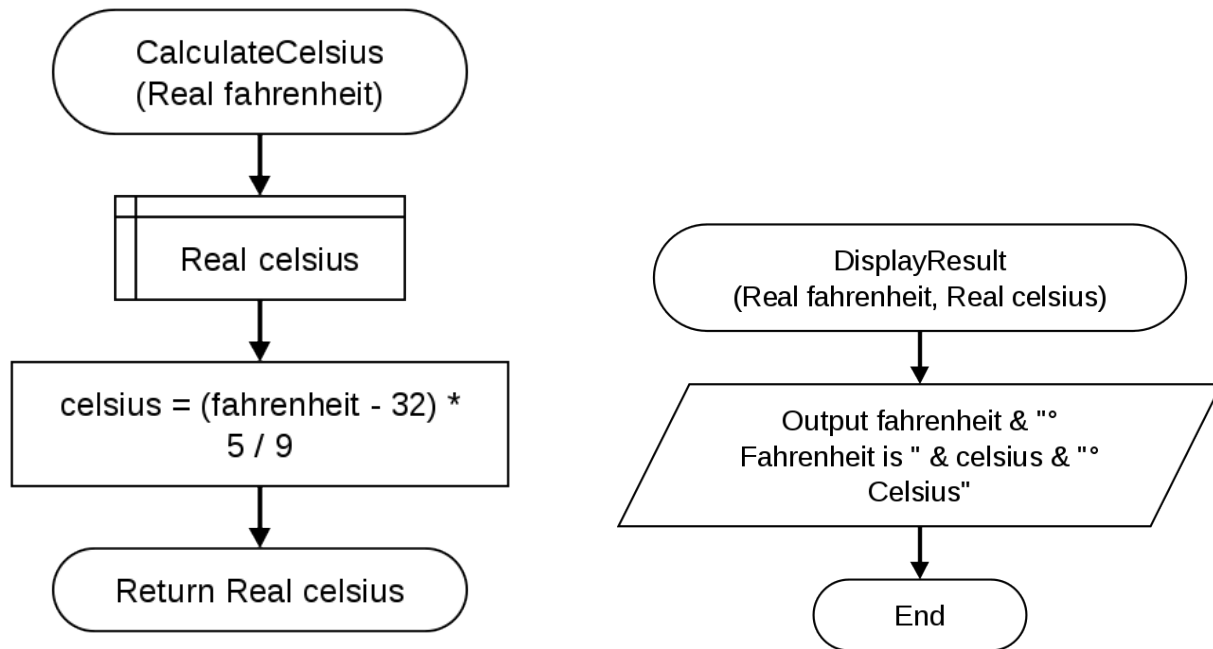 CalculateCelsius
(Real fahrenheit)
Real celsius
celsius = (fahrenheit - 32) *
5 / 9
Return Real celsius
DisplayResult
(Real fahrenheit, Real celsius)
Output fahrenheit & "°
Fahrenheit is " & celsius & "°
Celsius"
End